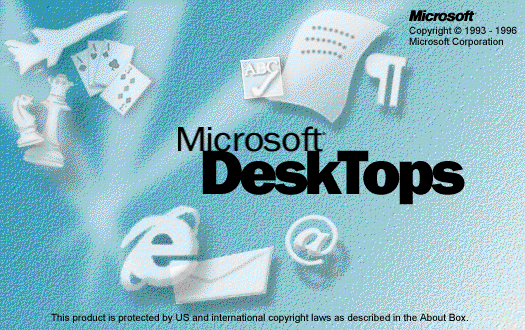 Microsoft
Copyright © 1993 - 1996
Microsoft Corporation
ABC
¶
Microsoft
DeskTops
e
@
This product is protected by US and international copyright laws as described in the About Box.